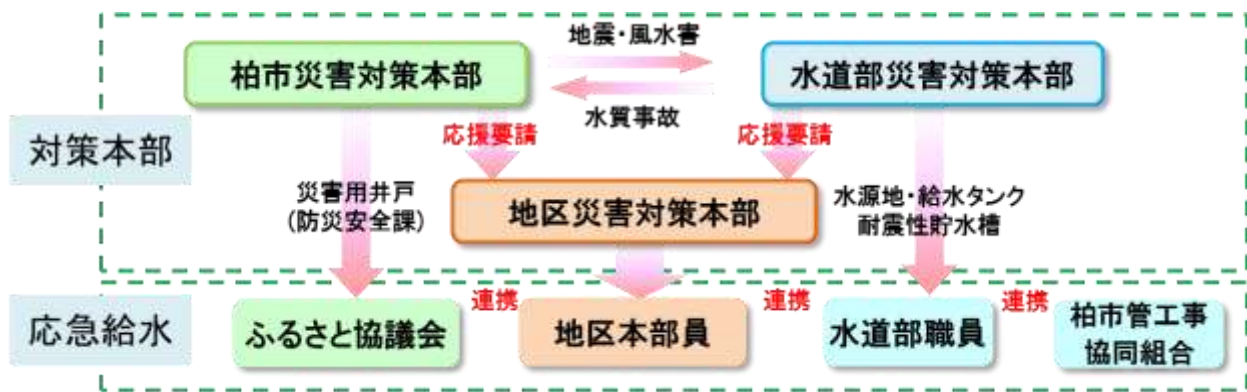 地震・風水害
柏市災害対策本部
水道部災害対策本部
水質事故
応援要請
応援要請
対策本部
災害用井戸
(防災安全課)
地区災害対策本部
水源地・給水タンク
耐震性貯水槽
応急給水
ふるさと協議会
連携
地区本部員
連携
水道部職員
連携
柏市管工事
協同組合